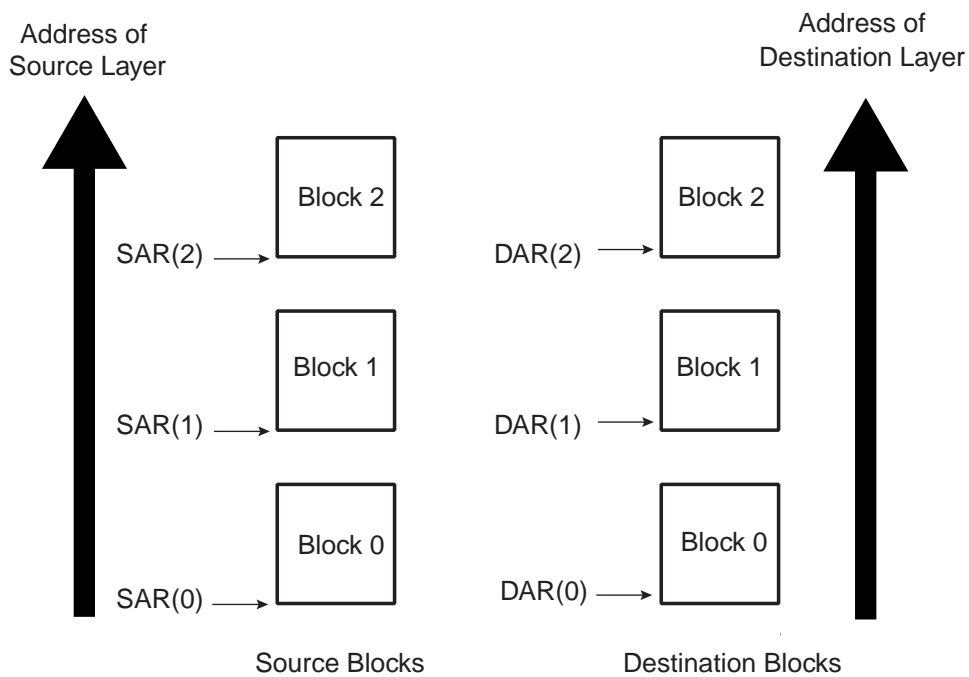 Address of
Source Layer
Address of
Destination Layer
Block 2
Block 2
SAR(2)
DAR(2)
Block 1
Block 1
SAR(1)
DAR(1)
Block 0
Block 0
SAR(0)
DAR(0)
Source Blocks
Destination Blocks